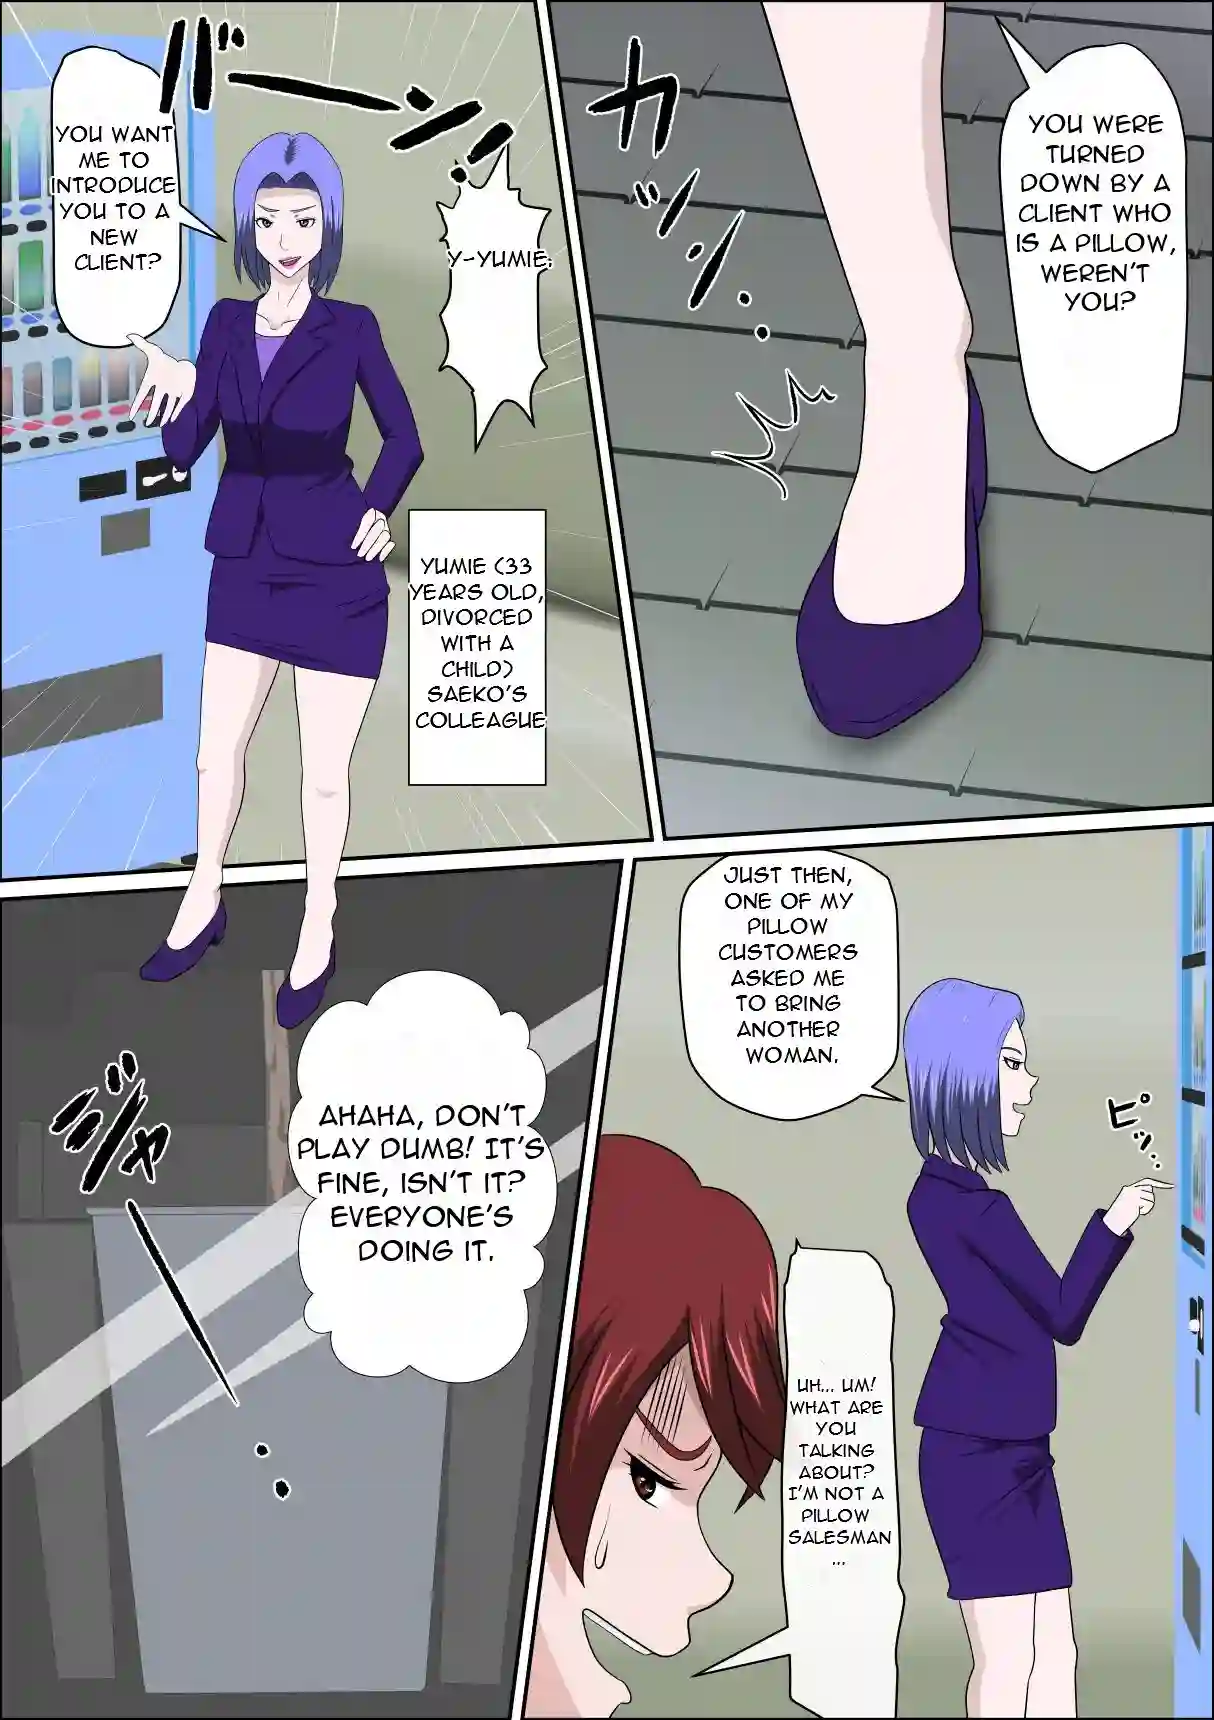 YOU WERE
TURNED
DOWN BY A
CLIENT WHO
IS A PILLOW,
WEREN'T
YOU?
カ
ツ
バーン!
YOU WANT
ME TO
INTRODUCE
YOU TO A
NEW
CLIENT?
Y-YUMIE.
YUMIE (33
YEARS OLD,
DIVORCED
WITH A
CHILD)
SAEKO'S
COLLEAGUE
JUST THEN,
ONE OF MY
PILLOW
CUSTOMERS
ASKED ME
TO BRING
ANOTHER
WOMAN.
ピッ...
UH... UM!
WHAT ARE
YOU
TALKING
ABOUT?
I'M NOT A
PILLOW
SALESMAN
...
AHAHA, DON'T
PLAY DUMB! IT'S
FINE, ISN'T IT?
EVERYONE'S
DOING IT.
ジャ